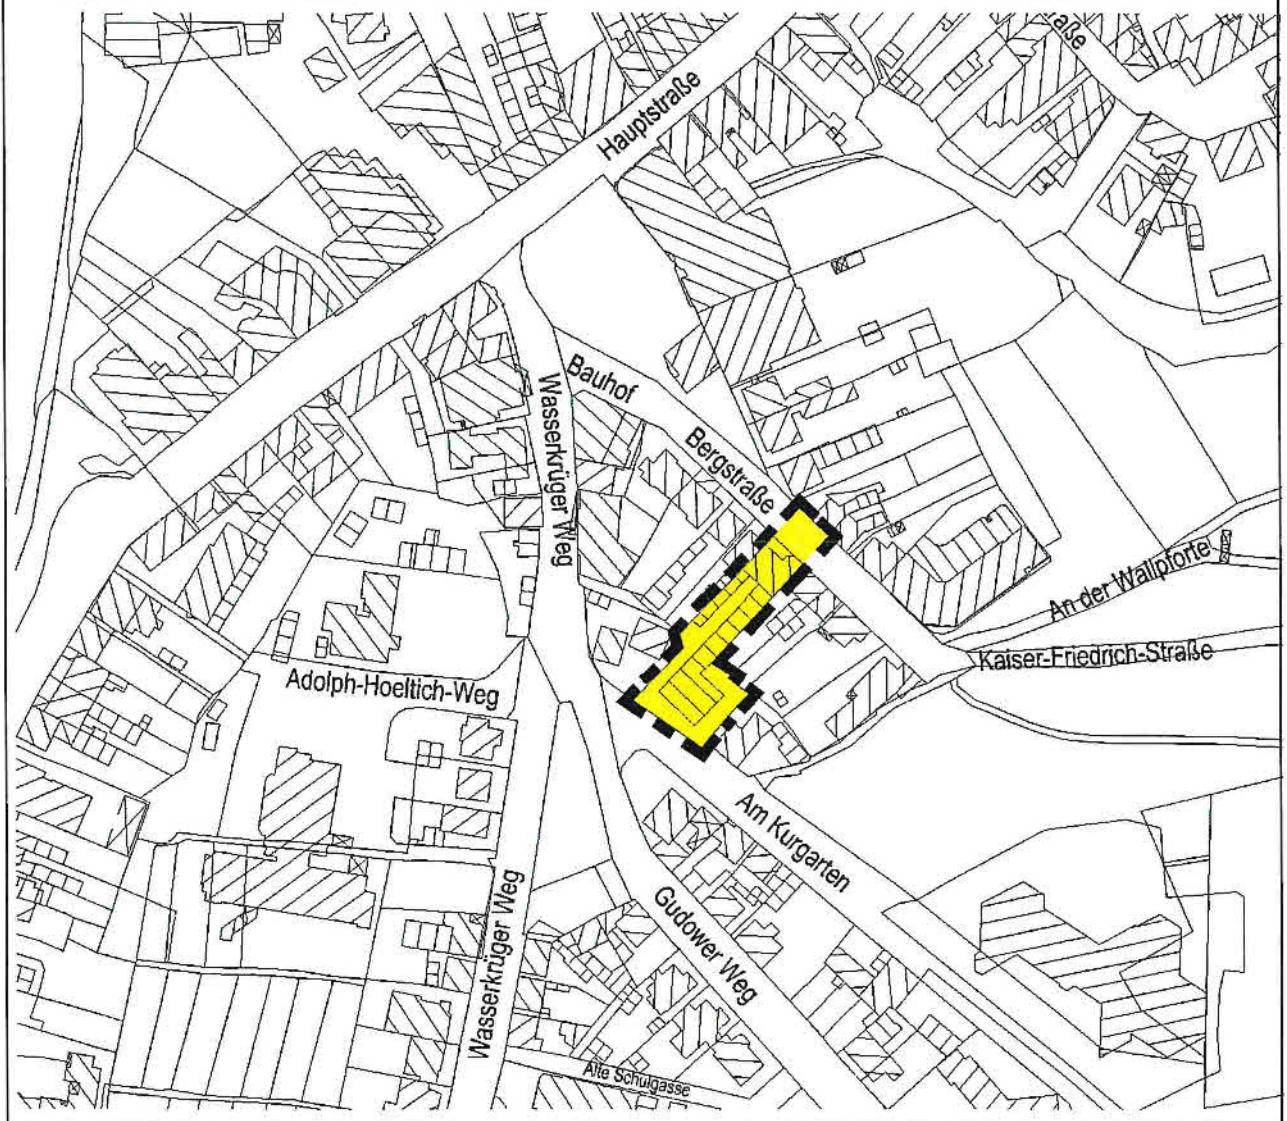 raße
Hauptstraße
Bauhof
Wasserkrüger Weg
Bergstraße
An der Wallpforte
Kaiser-Friedrich-Straße
Adolph-Hoeltich-Weg
Am Kurgarten
Gudower Weg
Wasserkrüger Weg
Alte Schulgasse